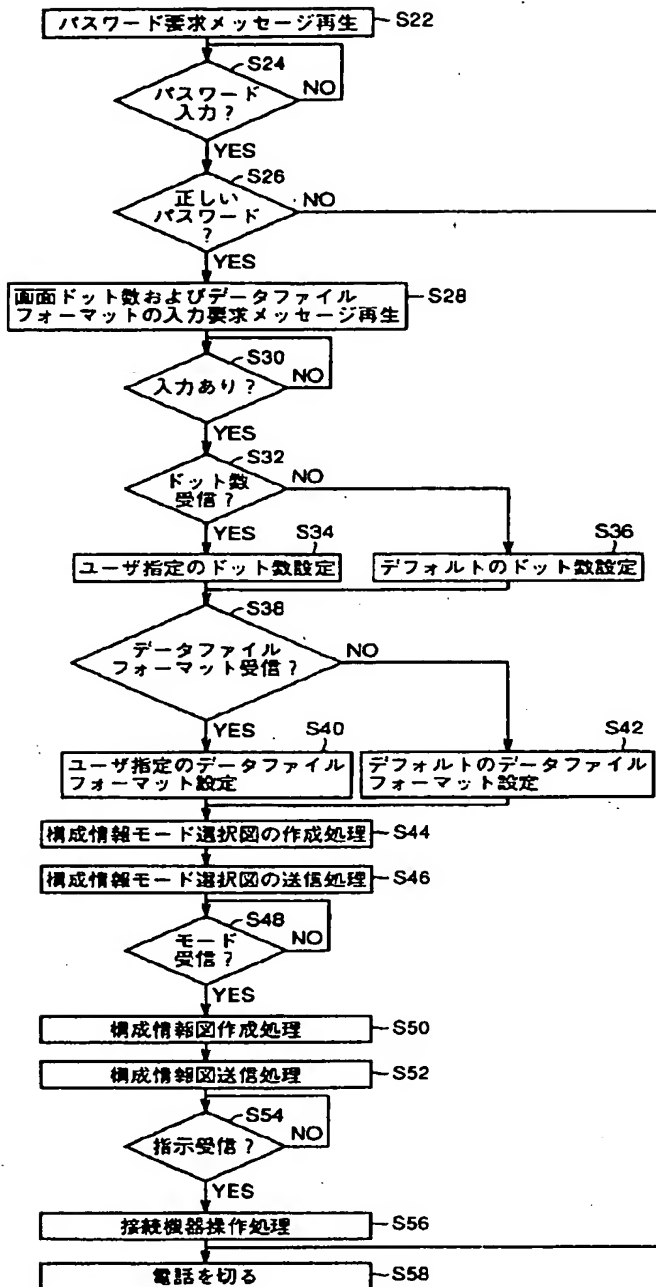 パスワード要求メッセージ再生
S22
S24
パスワード
入力？
NO
YES
S26
正しい
パスワード
？
NO
YES
画面ドット数およびデータファイル
フォーマットの入力要求メッセージ再生
S28
S30
入力あり？
NO
YES
S32
ドット数
受信？
NO
YES
S34
ユーザ指定のドット数設定
S36
デフォルトのドット数設定
S38
データファイル
フォーマット受信？
NO
YES
S40
ユーザ指定のデータファイル
フォーマット設定
S42
デフォルトのデータファイル
フォーマット設定
構成情報モード選択図の作成処理
S44
構成情報モード選択図の送信処理
S46
S48
モード
受信？
NO
YES
構成情報図作成処理
S50
構成情報図送信処理
S52
S54
指示受信？
NO
YES
接続機器操作処理
S56
電話を切る
S58